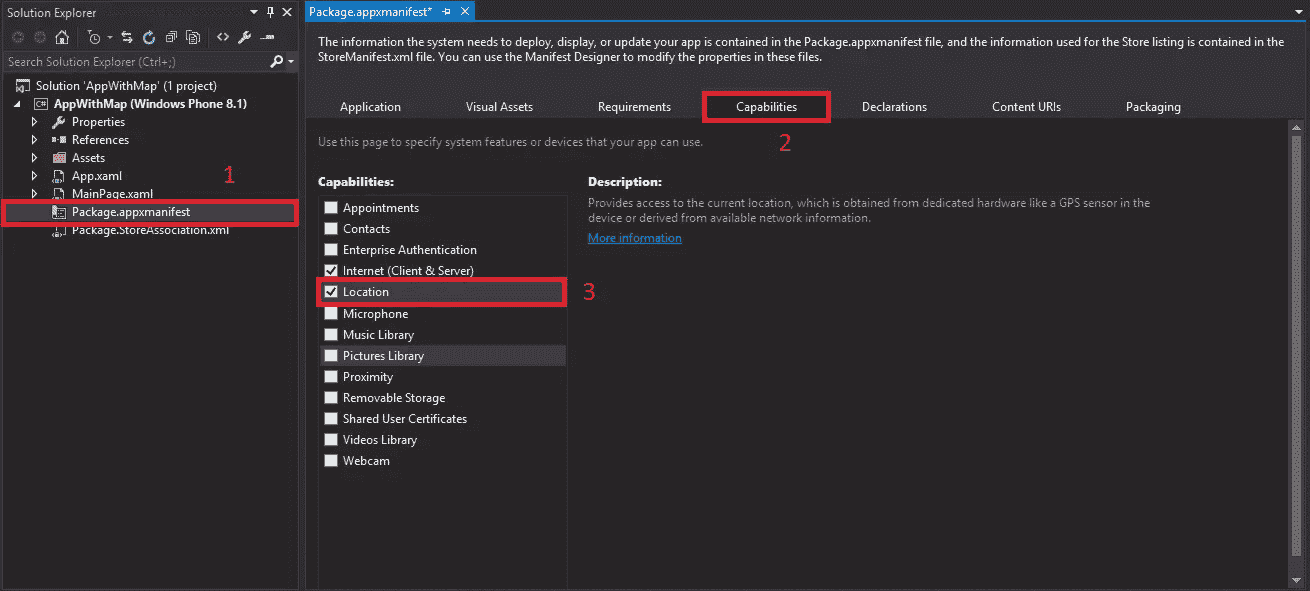 Solution Explorer
Search Solution Explorer (Ctrl+;)
Solution 'AppWithMap' (1 project)
C# AppWithMap (Windows Phone 8.1)
Properties
References
Assets
App.xaml
1
MainPage.xaml
Package.appxmanifest
Package.StoreAssociation.xml
Package.appxmanifest*
The information the system needs to deploy, display, or update your app is contained in the Package.appxmanifest file, and the information used for the Store listing is contained in the
StoreManifest.xml file. You can use the Manifest Designer to modify the properties in these files.
Application Visual Assets Requirements Capabilities Declarations Content URIs Packaging
2
Use this page to specify system features or devices that your app can use.
Capabilities:
Appointments
Contacts
Enterprise Authentication
Internet (Client & Server)
Location
3
Microphone
Music Library
Pictures Library
Proximity
Removable Storage
Shared User Certificates
Videos Library
Webcam
Description:
Provides access to the current location, which is obtained from dedicated hardware like a GPS sensor in the
device or derived from available network information.
More information